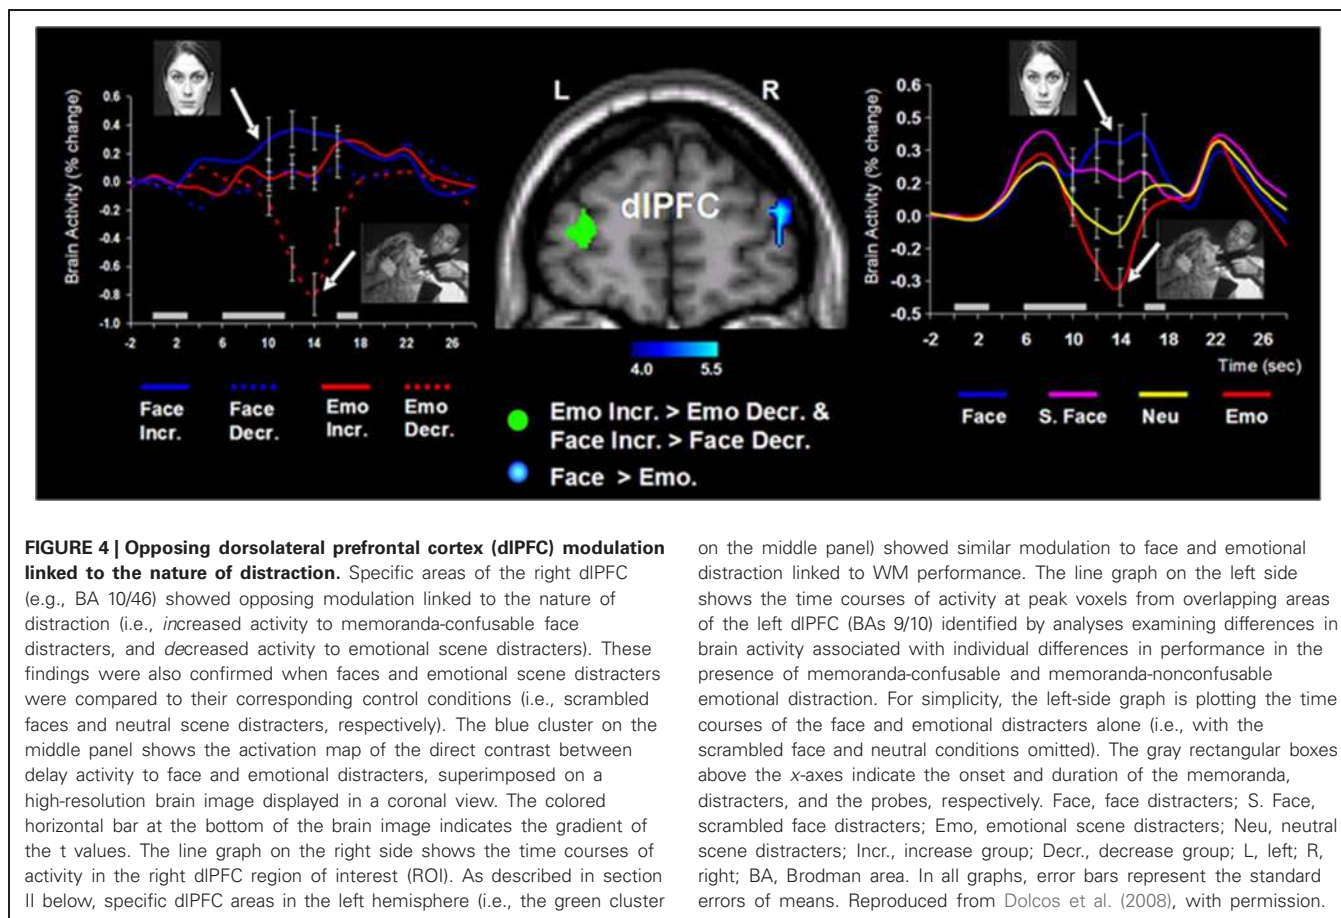 L
R
dlPFC
Brain Activity (% change)
0.6
0.4
0.2
0.0
-0.2
-0.4
-0.6
-0.8
-1.0
-2 2 6 10 14 18 22 26
Face Incr.
Face Decr.
Emo Incr.
Emo Decr.
4.0 5.5
Emo Incr. > Emo Decr. &
Face Incr. > Face Decr.
Face > Emo.
Brain Activity (% change)
0.6
0.5
0.3
0.2
0.0
-0.2
-0.3
-0.5
-2 2 6 10 14 18 22 26
Time (sec)
Face S. Face Neu Emo
FIGURE 4 | Opposing dorsolateral prefrontal cortex (dlPFC) modulation
linked to the nature of distraction. Specific areas of the right dlPFC
(e.g., BA 10/46) showed opposing modulation linked to the nature of
distraction (i.e., increased activity to memoranda-confusable face
distracters, and decreased activity to emotional scene distracters). These
findings were also confirmed when faces and emotional scene distracters
were compared to their corresponding control conditions (i.e., scrambled
faces and neutral scene distracters, respectively). The blue cluster on the
middle panel shows the activation map of the direct contrast between
delay activity to face and emotional distracters, superimposed on a
high-resolution brain image displayed in a coronal view. The colored
horizontal bar at the bottom of the brain image indicates the gradient of
the t values. The line graph on the right side shows the time courses of
activity in the right dlPFC region of interest (ROI). As described in section
II below, specific dlPFC areas in the left hemisphere (i.e., the green cluster
on the middle panel) showed similar modulation to face and emotional
distraction linked to WM performance. The line graph on the left side
shows the time courses of activity at peak voxels from overlapping areas
of the left dlPFC (BAs 9/10) identified by analyses examining differences in
brain activity associated with individual differences in performance in the
presence of memoranda-confusable and memoranda-nonconfusable
emotional distraction. For simplicity, the left-side graph is plotting the time
courses of the face and emotional distracters alone (i.e., with the
scrambled face and neutral conditions omitted). The gray rectangular boxes
above the x-axes indicate the onset and duration of the memoranda,
distracters, and the probes, respectively. Face, face distracters; S. Face,
scrambled face distracters; Emo, emotional scene distracters; Neu, neutral
scene distracters; Incr., increase group; Decr., decrease group; L, left; R,
right; BA, Brodman area. In all graphs, error bars represent the standard
errors of means. Reproduced from Dolcos et al. (2008), with permission.